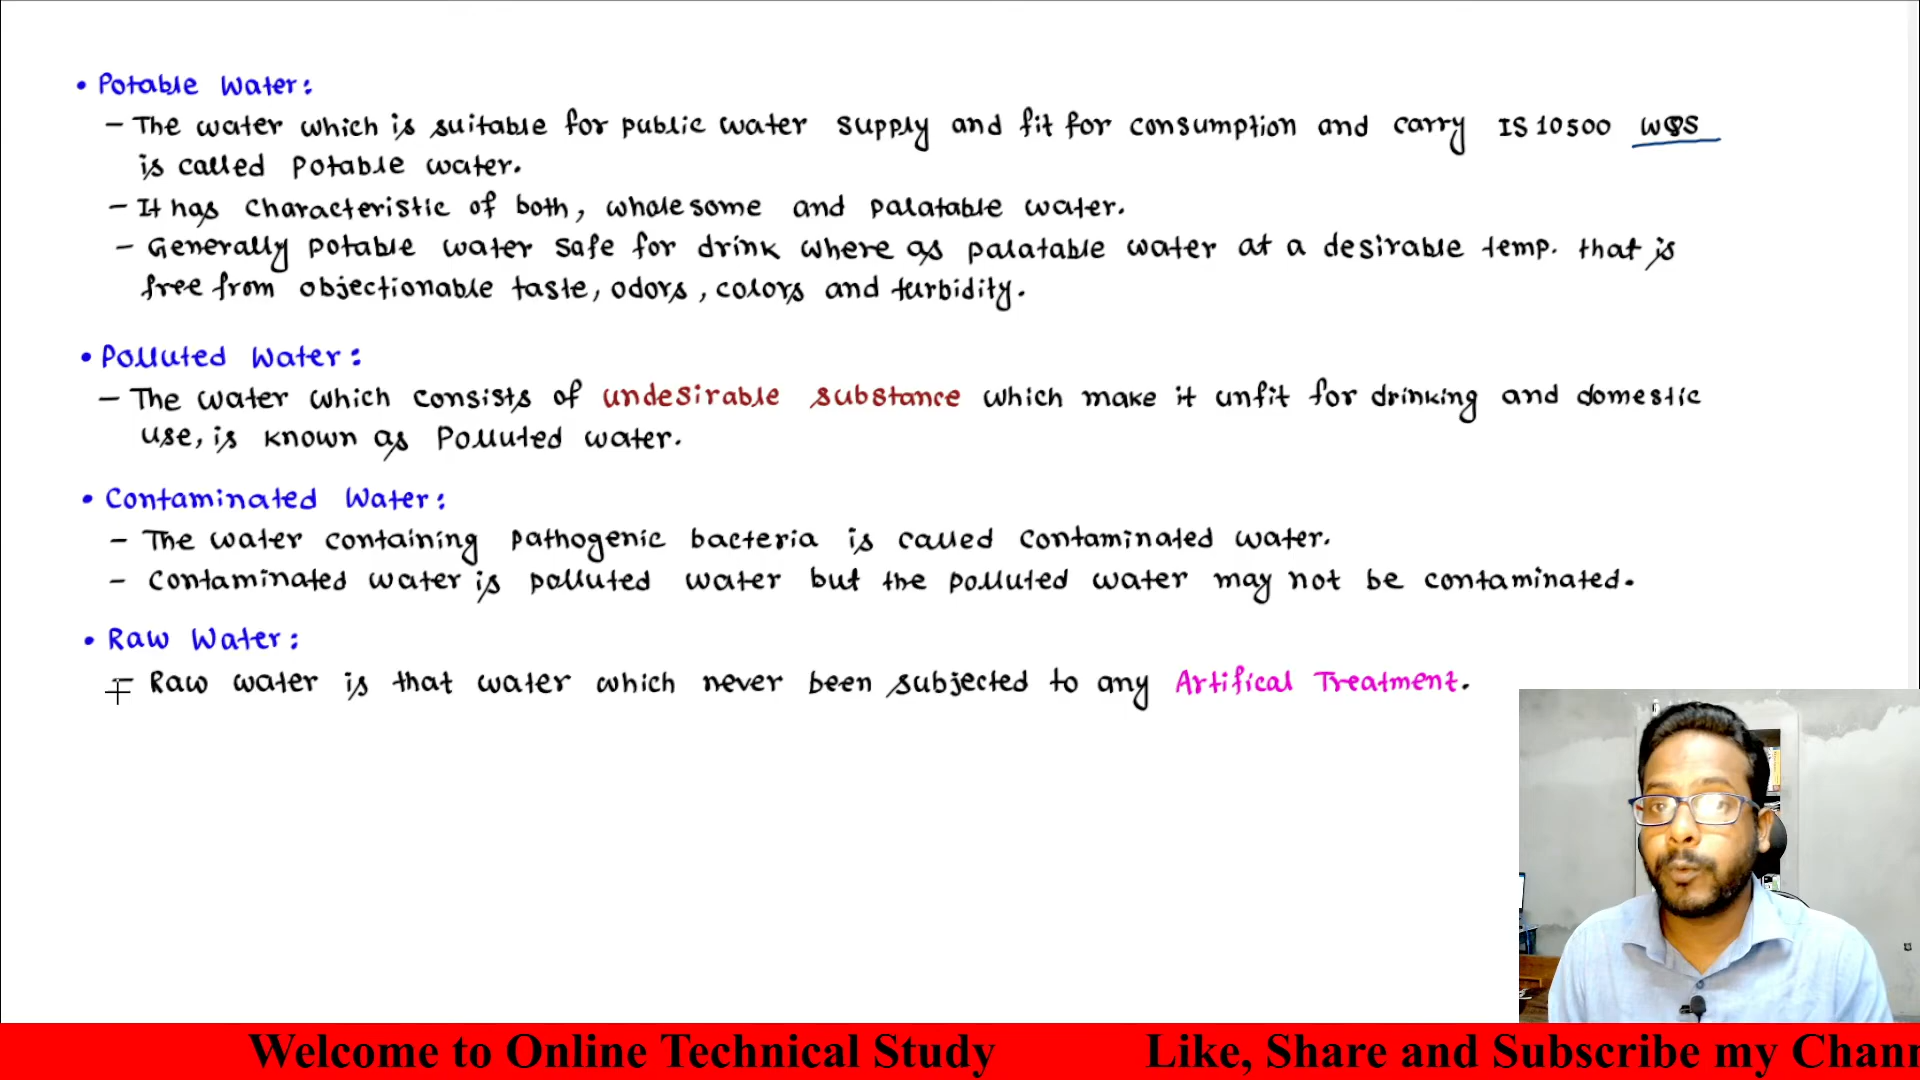 • Potable Water:
- The water which is suitable for public water supply and fit for consumption and carry IS 10500 WQS
is called Potable water.
- It has characteristic of both, wholesome and palatable water.
- Generally potable water safe for drink where as palatable water at a desirable temp. that is
free from objectionable taste, odors, colors and turbidity.
• Polluted Water:
- The water which consists of undesirable substance which make it unfit for drinking and domestic
use, is known as Polluted water.
• Contaminated Water:
- The water containing pathogenic bacteria is called contaminated water.
- Contaminated water is polluted water but the polluted water may not be contaminated.
• Raw Water:
- Raw water is that water which never been subjected to any Artifical Treatment.
Welcome to Online Technical Study Like, Share and Subscribe my Chann